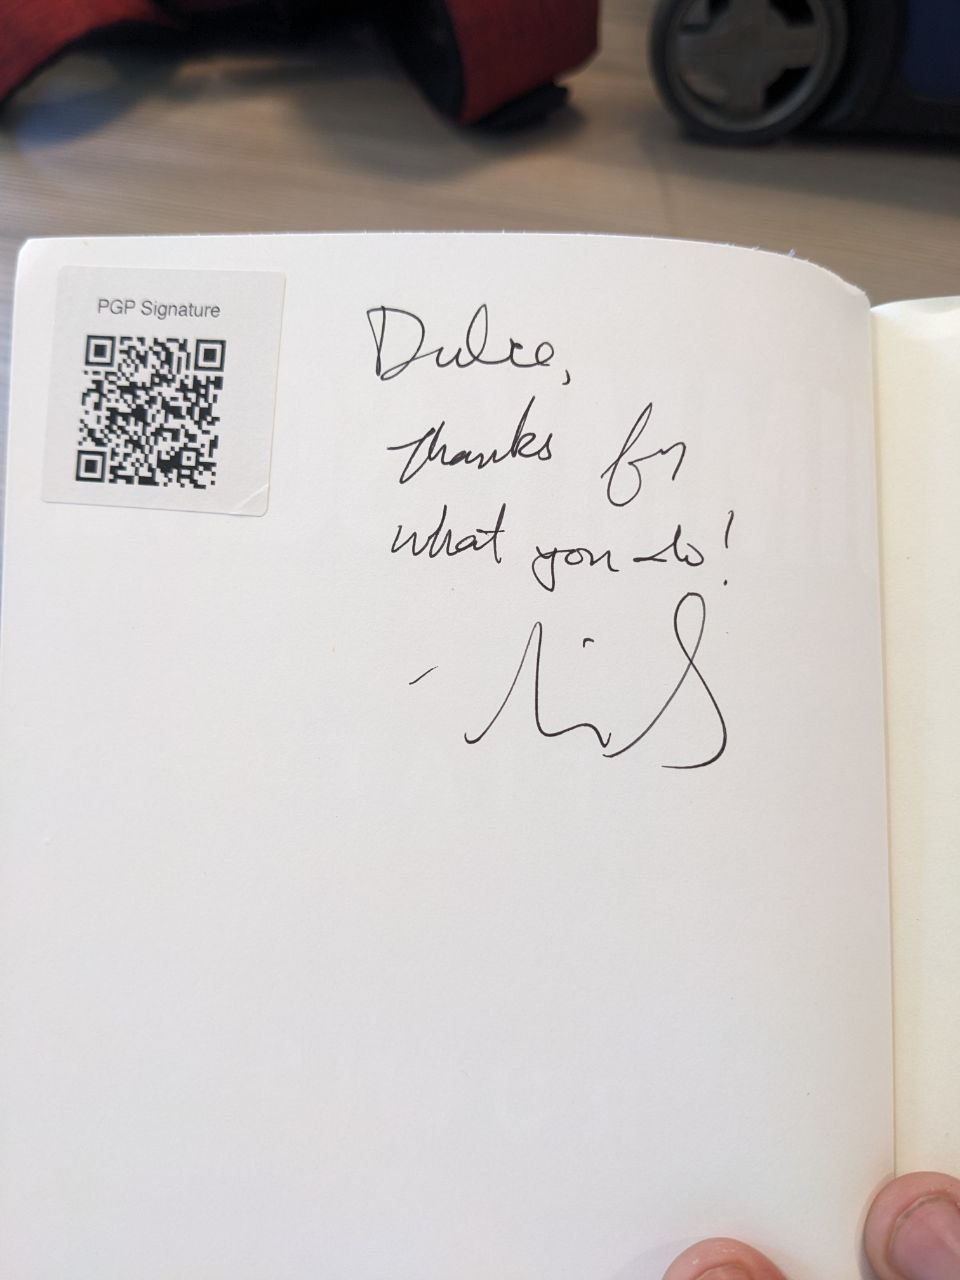 PGP Signature
Dulce,
thanks for
what you do!